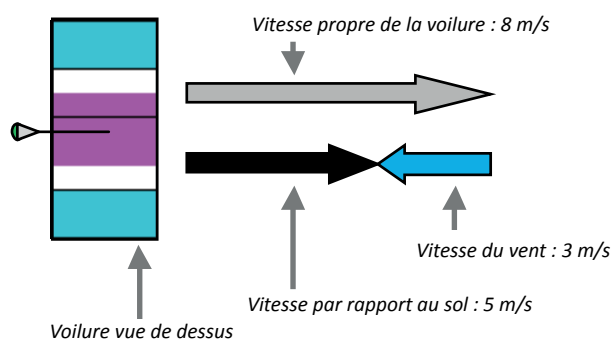 Vitesse propre de la voilure : 8 m/s
Vitesse du vent : 3 m/s
Vitesse par rapport au sol : 5 m/s
Voilure vue de dessus